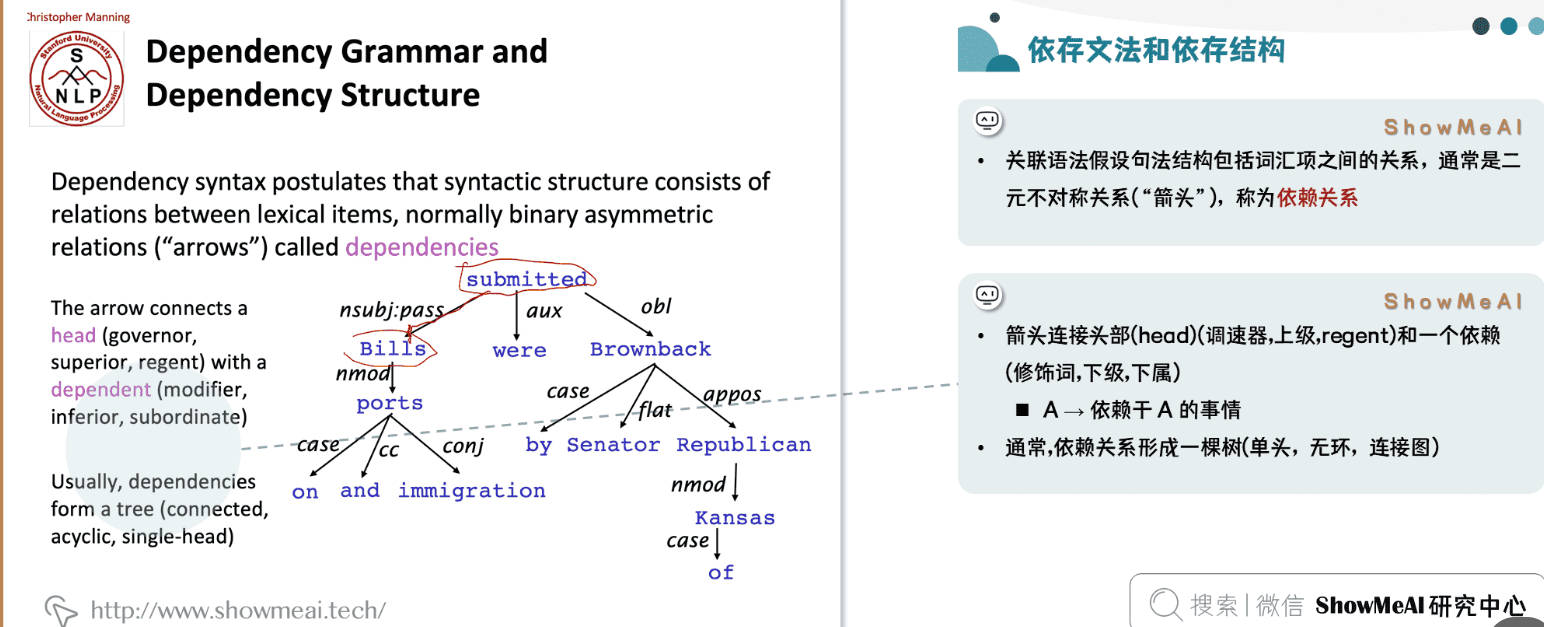 Christopher Manning
Stanford University
S
NLP
Natural Language Processing
Dependency Grammar and
Dependency Structure
Dependency syntax postulates that syntactic structure consists of
relations between lexical items, normally binary asymmetric
relations (“arrows”) called dependencies
The arrow connects a
head (governor,
superior, regent) with a
dependent (modifier,
inferior, subordinate)
Usually, dependencies
form a tree (connected,
acyclic, single-head)
submitted
nsubj:pass aux obl
Bills were Brownback
nmod case flat appos
ports by Senator Republican
case cc conj nmod
on and immigration Kansas
case
of
http://www.showmeai.tech/
依存文法和依存结构
ShowMeAI
• 关联语法假设句法结构包括词汇项之间的关系，通常是二
元不对称关系(“箭头”)，称为依赖关系
ShowMeAI
• 箭头连接头部(head)(调速器,上级,regent)和一个依赖
(修饰词,下级,下属)
■ A → 依赖于 A 的事情
• 通常,依赖关系形成一棵树(单头，无环，连接图)
搜索 | 微信 ShowMeAI 研究中心